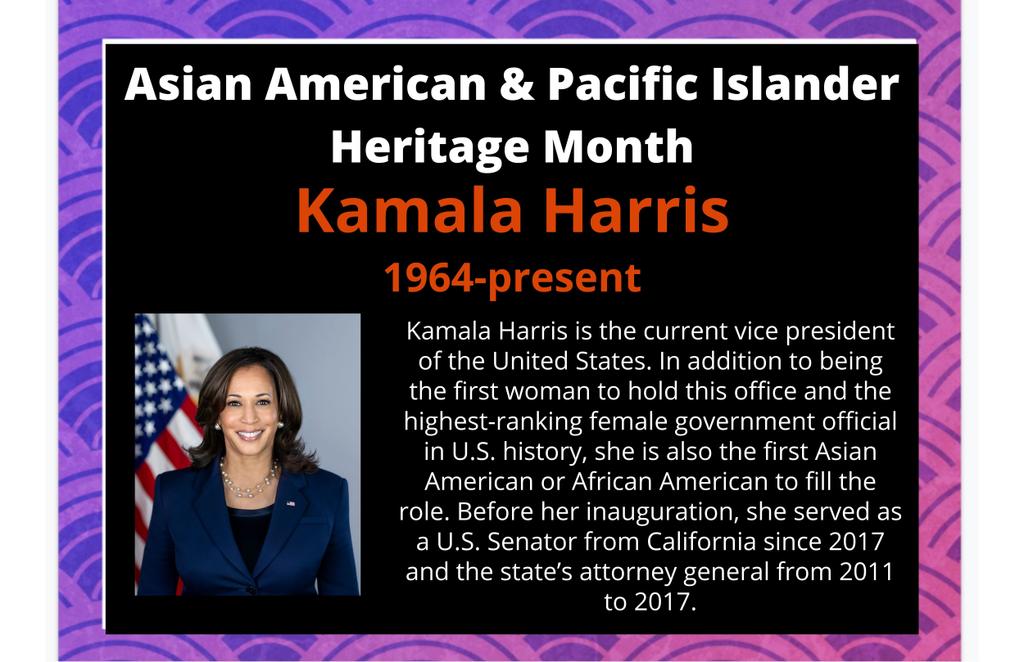 Asian American & Pacific Islander
Heritage Month
Kamala Harris
1964-present
Kamala Harris is the current vice president
of the United States. In addition to being
the first woman to hold this office and the
highest-ranking female government official
in U.S. history, she is also the first Asian
American or African American to fill the
role. Before her inauguration, she served as
a U.S. Senator from California since 2017
and the state’s attorney general from 2011
to 2017.